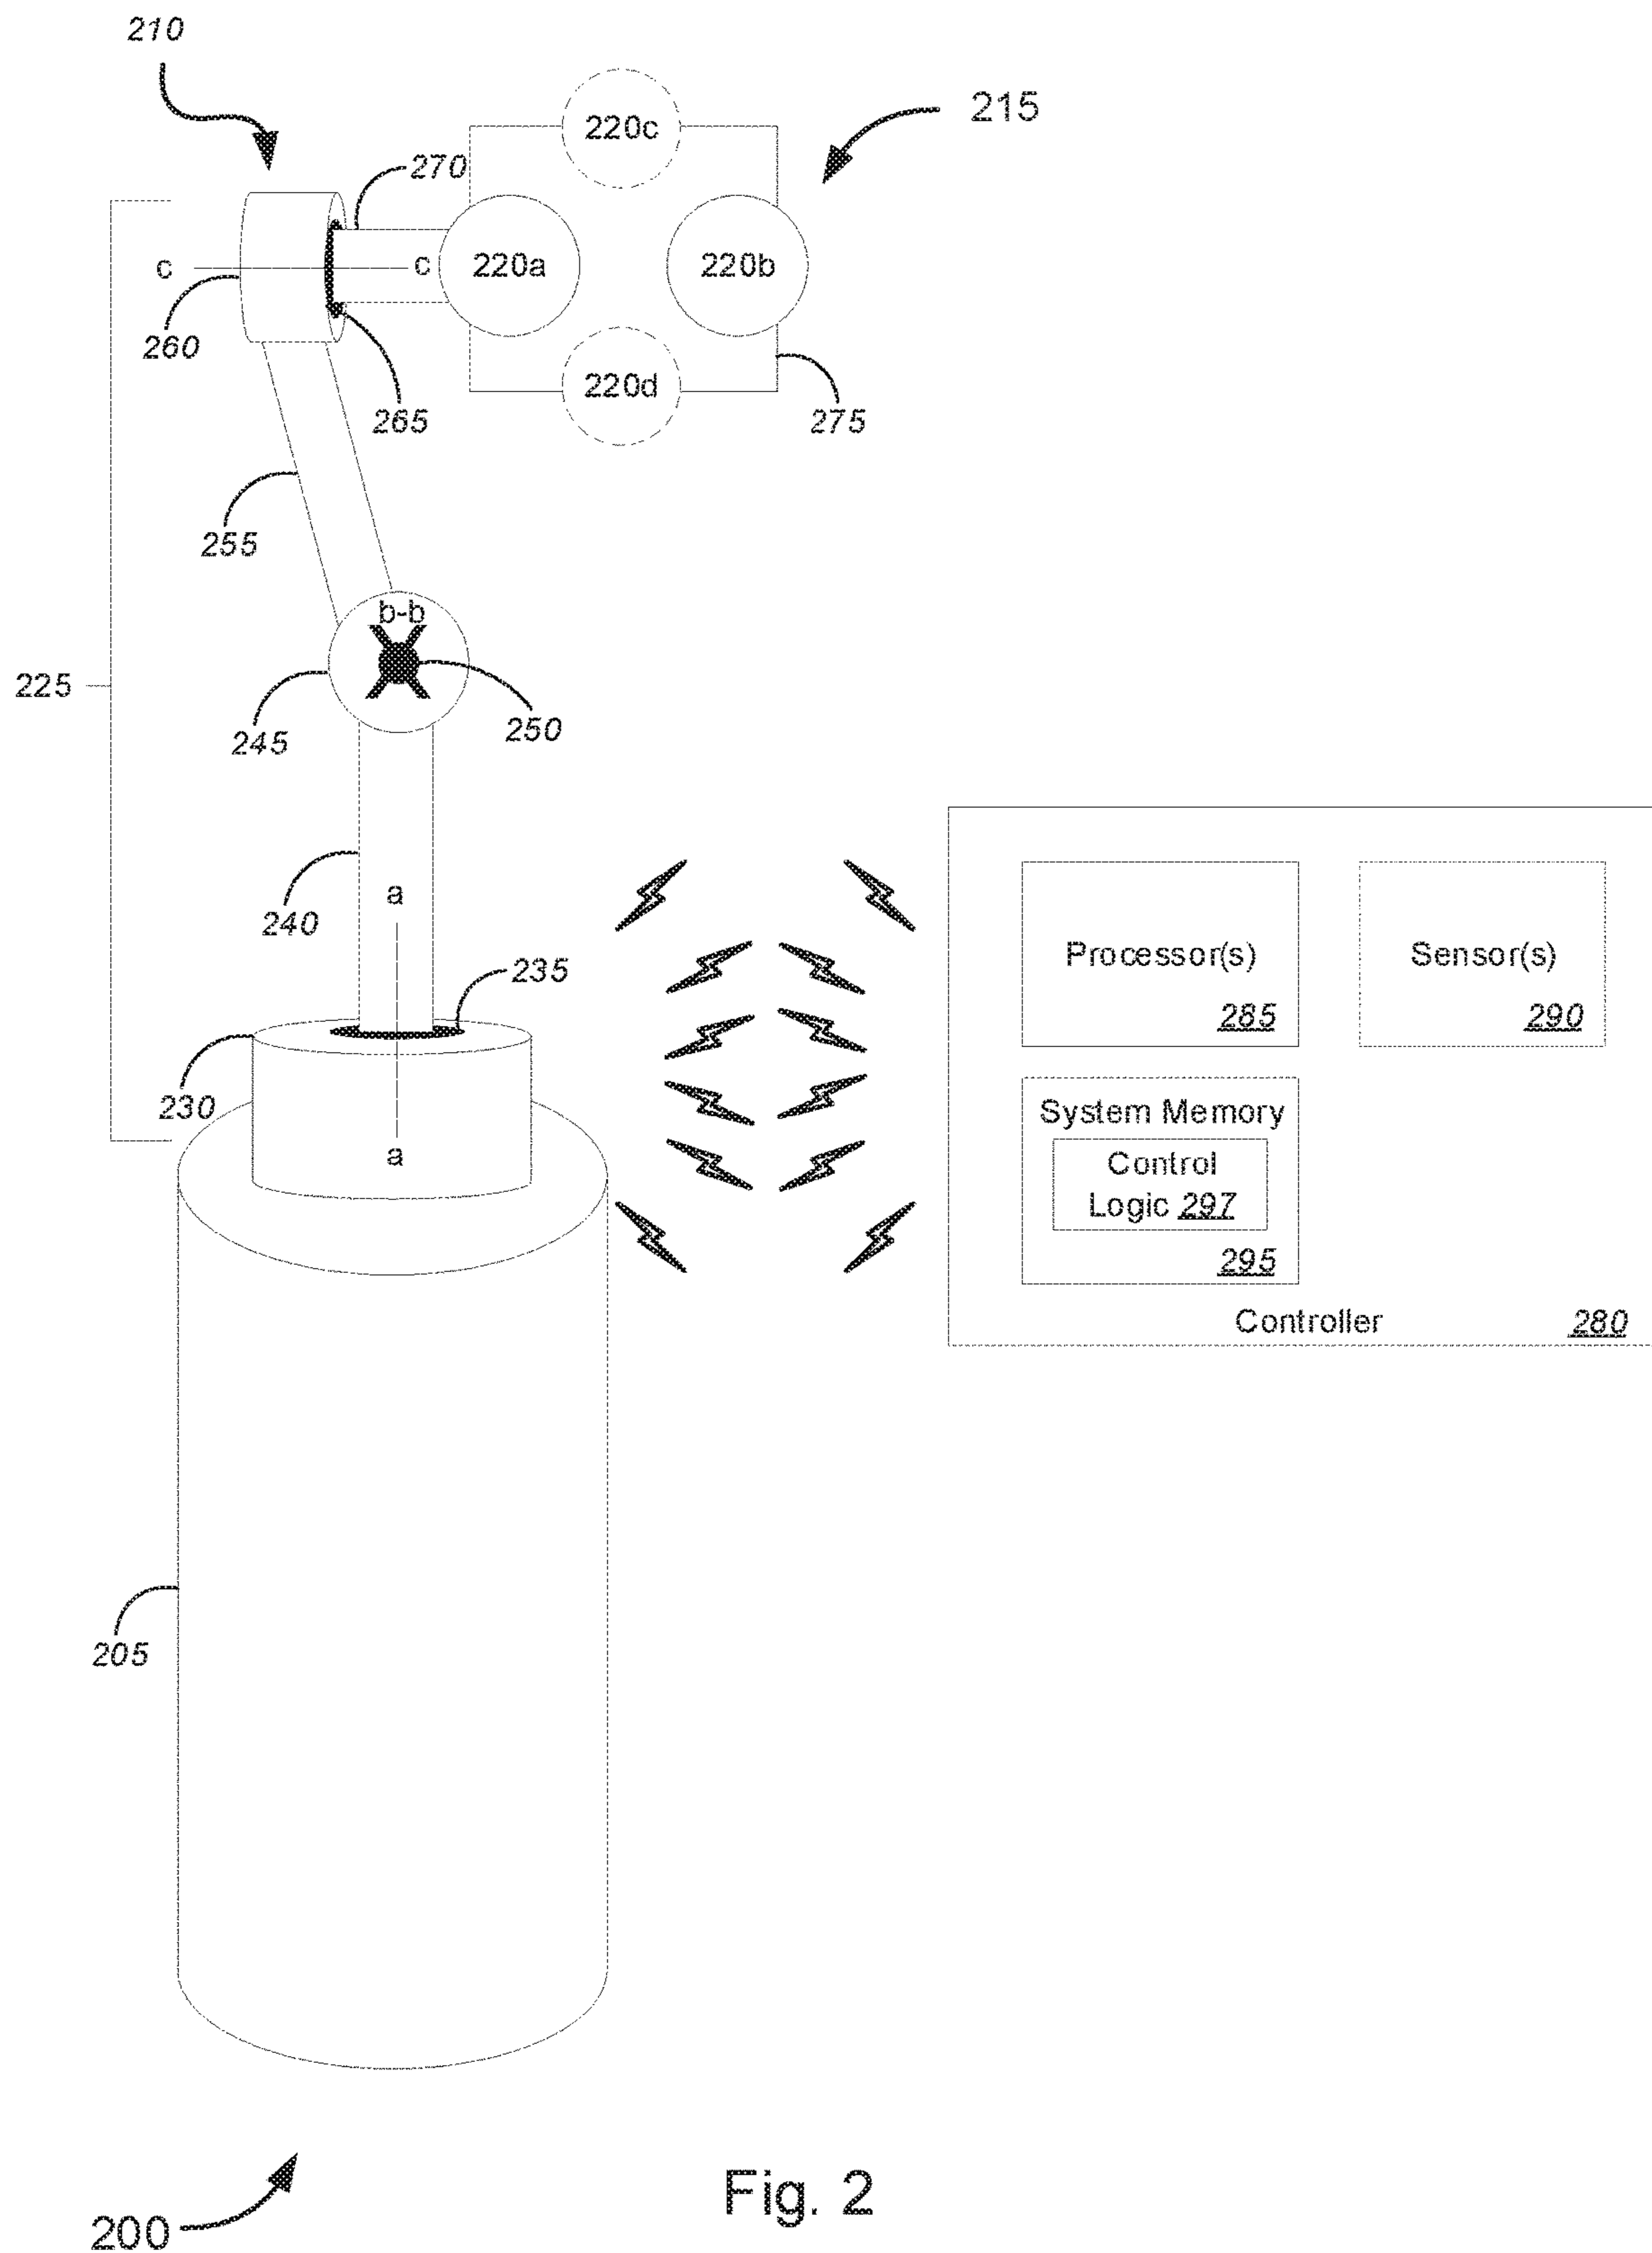 210
220c
215
270
c
c
220a
220b
260
220d
265
275
255
b-b
225
245
250
240
a
235
Processor(s)
285
Sensor(s)
290
230
a
System Memory
Control
Logic 297
295
Controller
280
205
Fig. 2
200